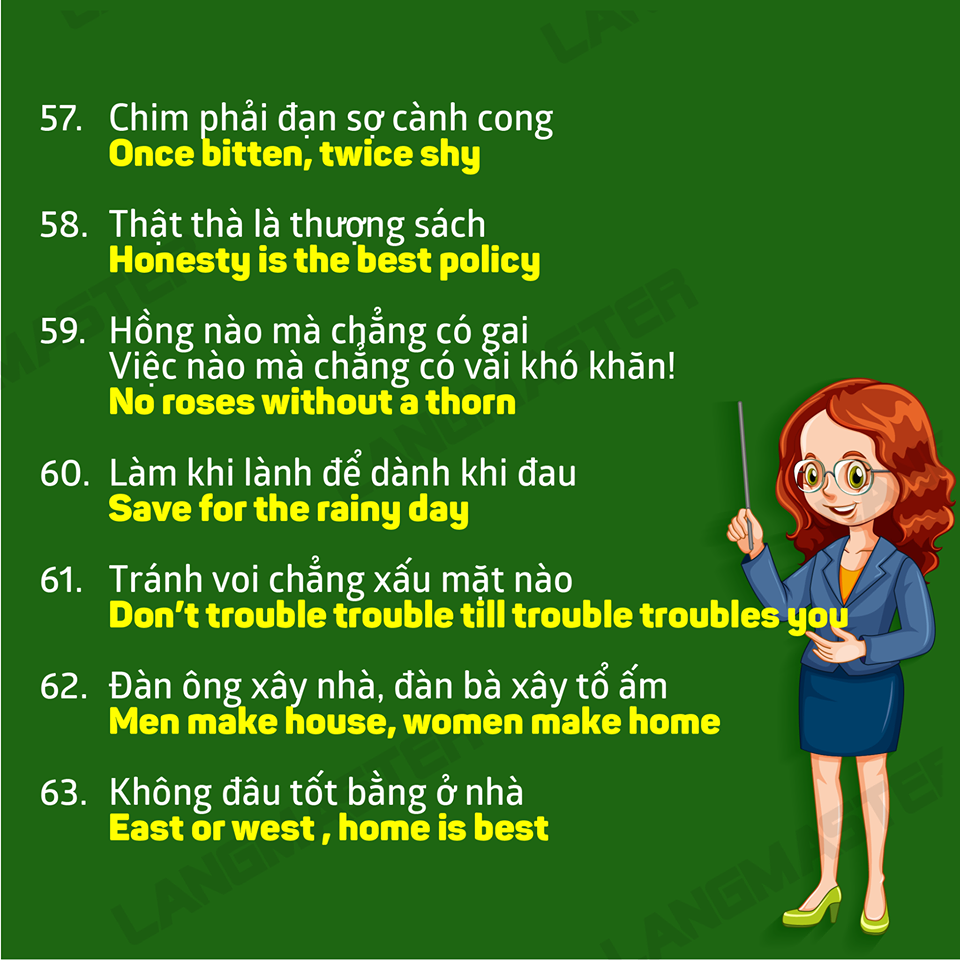 57. Chim phải đạn sợ cành cong
Once bitten, twice shy
58. Thật thà là thượng sách
Honesty is the best policy
59. Hồng nào mà chẳng có gai
Việc nào mà chẳng có vài khó khăn!
No roses without a thorn
60. Làm khi lành để dành khi đau
Save for the rainy day
61. Tránh voi chẳng xấu mặt nào
Don't trouble trouble till trouble troubles you
62. Đàn ông xây nhà, đàn bà xây tổ ấm
Men make house, women make home
63. Không đâu tốt bằng ở nhà
East or west , home is best
LANGMASTER
LANGMASTER
LANGMASTER